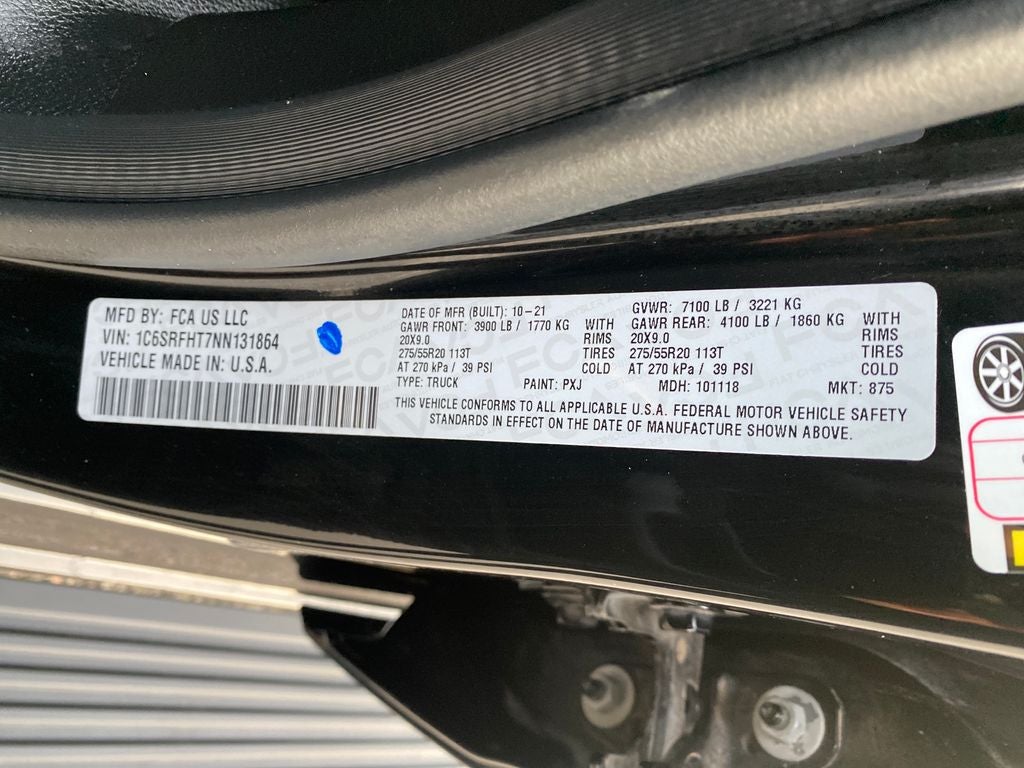 MFD BY: FCA US LLC
VIN: 1C6SRFHT7NN131864
VEHICLE MADE IN: U.S.A.
DATE OF MFR (BUILT): 10-21
GAWR FRONT: 3900 LB / 1770 KG WITH
20X9.0 RIMS
275/55R20 113T TIRES
AT 270 kPa / 39 PSI COLD
GVWR: 7100 LB / 3221 KG
GAWR REAR: 4100 LB / 1860 KG WITH
20X9.0 RIMS
275/55R20 113T TIRES
AT 270 kPa / 39 PSI COLD
TYPE: TRUCK PAINT: PXJ MDH: 101118 MKT: 875
THIS VEHICLE CONFORMS TO ALL APPLICABLE U.S.A. FEDERAL MOTOR VEHICLE SAFETY
STANDARDS IN EFFECT ON THE DATE OF MANUFACTURE SHOWN ABOVE.